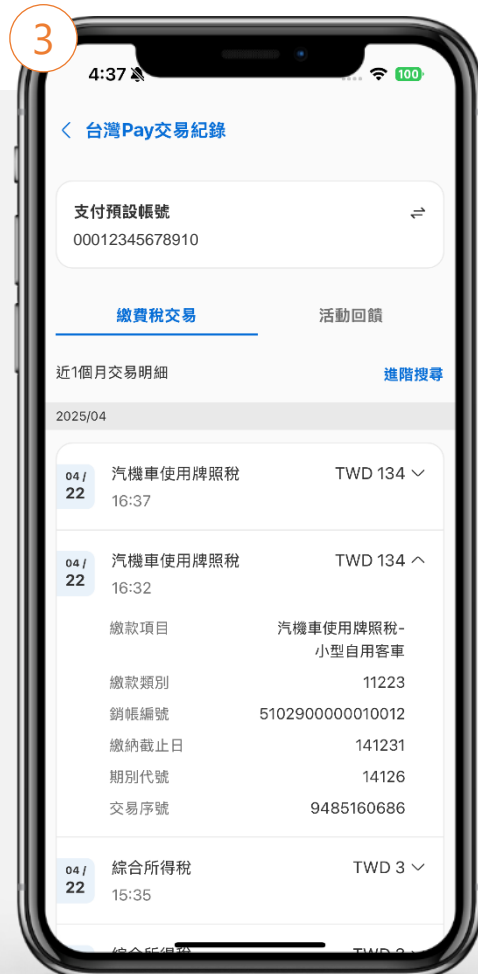 3
4:37
100
台灣Pay交易紀錄
支付預設帳號
00012345678910
繳費稅交易 活動回饋
近1個月交易明細 進階搜尋
2025/04
04 / 22 汽機車使用牌照稅 TWD 134
16:37
04 / 22 汽機車使用牌照稅 TWD 134
16:32
繳款項目 汽機車使用牌照稅-
小型自用客車
繳款類別 11223
銷帳編號 5102900000010012
繳納截止日 141231
期別代號 14126
交易序號 9485160686
04 / 22 綜合所得稅 TWD 3
15:35